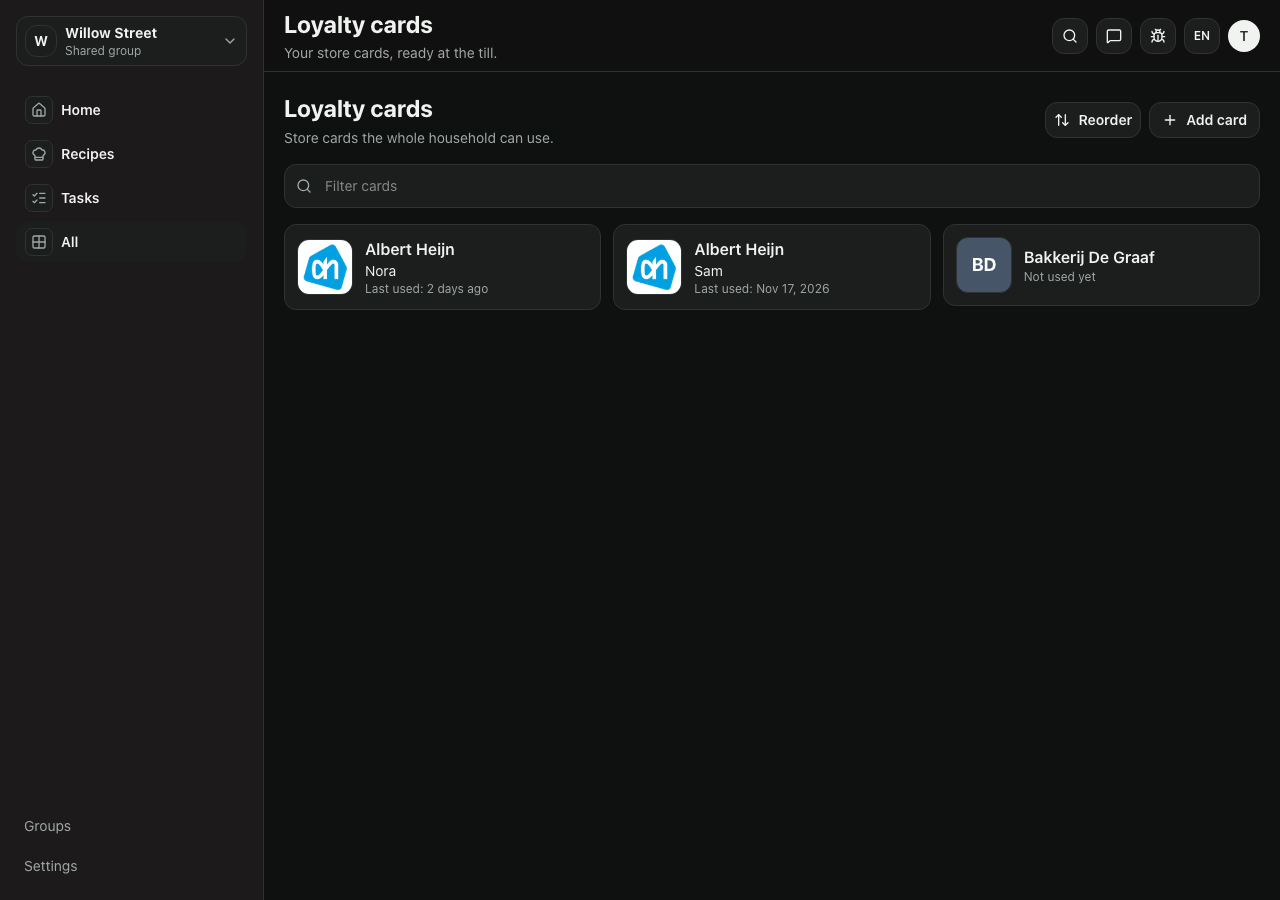 W
Willow Street
Shared group
Home
Recipes
Tasks
All
Groups
Settings
Loyalty cards
Your store cards, ready at the till.
EN
T
Loyalty cards
Store cards the whole household can use.
Reorder
Add card
Filter cards
Albert Heijn
Nora
Last used: 2 days ago
Albert Heijn
Sam
Last used: Nov 17, 2026
BD
Bakkerij De Graaf
Not used yet